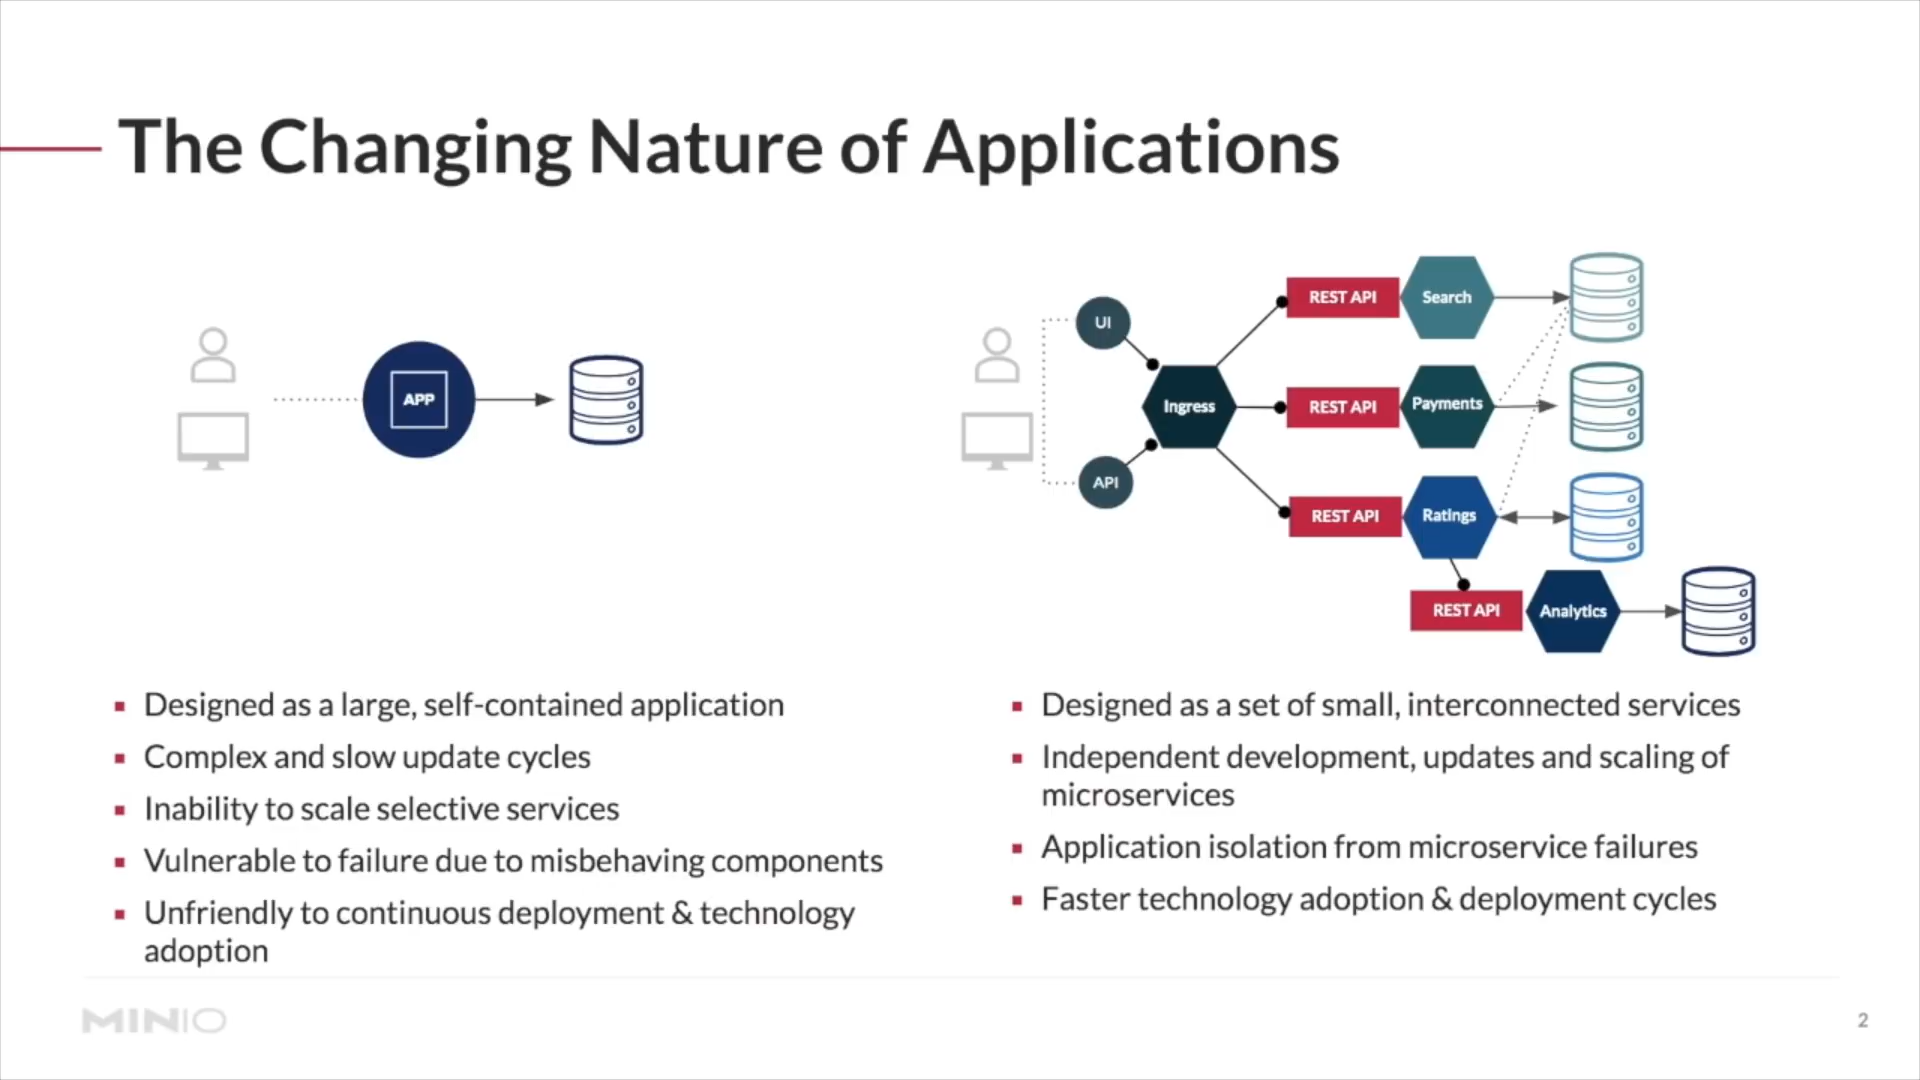 The Changing Nature of Applications
APP
UI
API
Ingress
REST API
Search
REST API
Payments
REST API
Ratings
REST API
Analytics
Designed as a large, self-contained application
Complex and slow update cycles
Inability to scale selective services
Vulnerable to failure due to misbehaving components
Unfriendly to continuous deployment & technology
adoption
Designed as a set of small, interconnected services
Independent development, updates and scaling of
microservices
Application isolation from microservice failures
Faster technology adoption & deployment cycles
MINIO
2